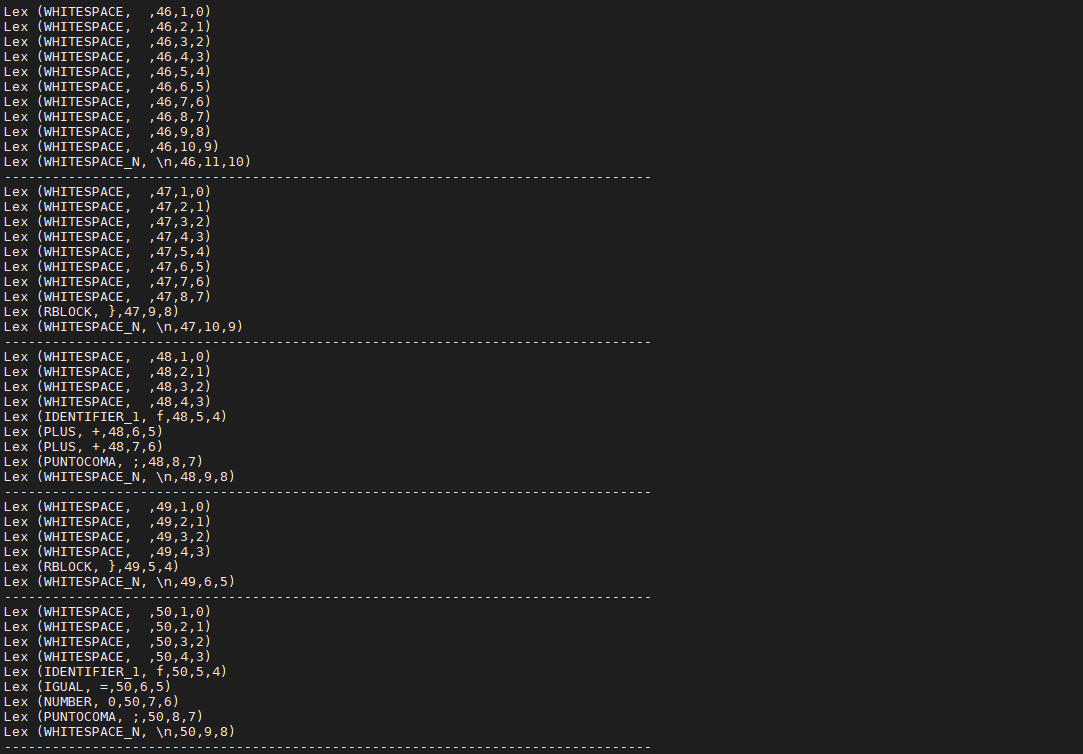 Lex (WHITESPACE,  ,46,1,0)
Lex (WHITESPACE,  ,46,2,1)
Lex (WHITESPACE,  ,46,3,2)
Lex (WHITESPACE,  ,46,4,3)
Lex (WHITESPACE,  ,46,5,4)
Lex (WHITESPACE,  ,46,6,5)
Lex (WHITESPACE,  ,46,7,6)
Lex (WHITESPACE,  ,46,8,7)
Lex (WHITESPACE,  ,46,9,8)
Lex (WHITESPACE,  ,46,10,9)
Lex (WHITESPACE_N, \n,46,11,10)
---------------------------------------------------------------------------------
Lex (WHITESPACE,  ,47,1,0)
Lex (WHITESPACE,  ,47,2,1)
Lex (WHITESPACE,  ,47,3,2)
Lex (WHITESPACE,  ,47,4,3)
Lex (WHITESPACE,  ,47,5,4)
Lex (WHITESPACE,  ,47,6,5)
Lex (WHITESPACE,  ,47,7,6)
Lex (WHITESPACE,  ,47,8,7)
Lex (RBLOCK, },47,9,8)
Lex (WHITESPACE_N, \n,47,10,9)
---------------------------------------------------------------------------------
Lex (WHITESPACE,  ,48,1,0)
Lex (WHITESPACE,  ,48,2,1)
Lex (WHITESPACE,  ,48,3,2)
Lex (WHITESPACE,  ,48,4,3)
Lex (IDENTIFIER_1, f,48,5,4)
Lex (PLUS, +,48,6,5)
Lex (PLUS, +,48,7,6)
Lex (PUNTOCOMA, ;,48,8,7)
Lex (WHITESPACE_N, \n,48,9,8)
---------------------------------------------------------------------------------
Lex (WHITESPACE,  ,49,1,0)
Lex (WHITESPACE,  ,49,2,1)
Lex (WHITESPACE,  ,49,3,2)
Lex (WHITESPACE,  ,49,4,3)
Lex (RBLOCK, },49,5,4)
Lex (WHITESPACE_N, \n,49,6,5)
---------------------------------------------------------------------------------
Lex (WHITESPACE,  ,50,1,0)
Lex (WHITESPACE,  ,50,2,1)
Lex (WHITESPACE,  ,50,3,2)
Lex (WHITESPACE,  ,50,4,3)
Lex (IDENTIFIER_1, f,50,5,4)
Lex (IGUAL, =,50,6,5)
Lex (NUMBER, 0,50,7,6)
Lex (PUNTOCOMA, ;,50,8,7)
Lex (WHITESPACE_N, \n,50,9,8)
---------------------------------------------------------------------------------